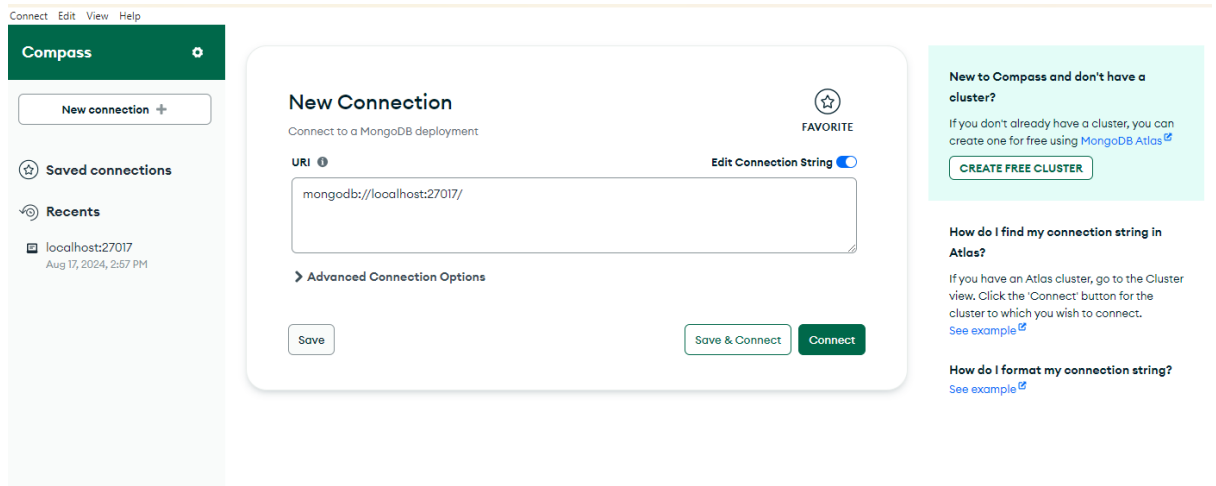 Connect Edit View Help
Compass
New connection +
Saved connections
Recents
localhost:27017
Aug 17, 2024, 2:57 PM
New Connection
Connect to a MongoDB deployment
FAVORITE
URI
Edit Connection String
mongodb://localhost:27017/
Advanced Connection Options
Save
Save & Connect
Connect
New to Compass and don't have a
cluster?
If you don't already have a cluster, you can
create one for free using MongoDB Atlas
CREATE FREE CLUSTER
How do I find my connection string in
Atlas?
If you have an Atlas cluster, go to the Cluster
view. Click the 'Connect' button for the
cluster to which you wish to connect.
See example
How do I format my connection string?
See example